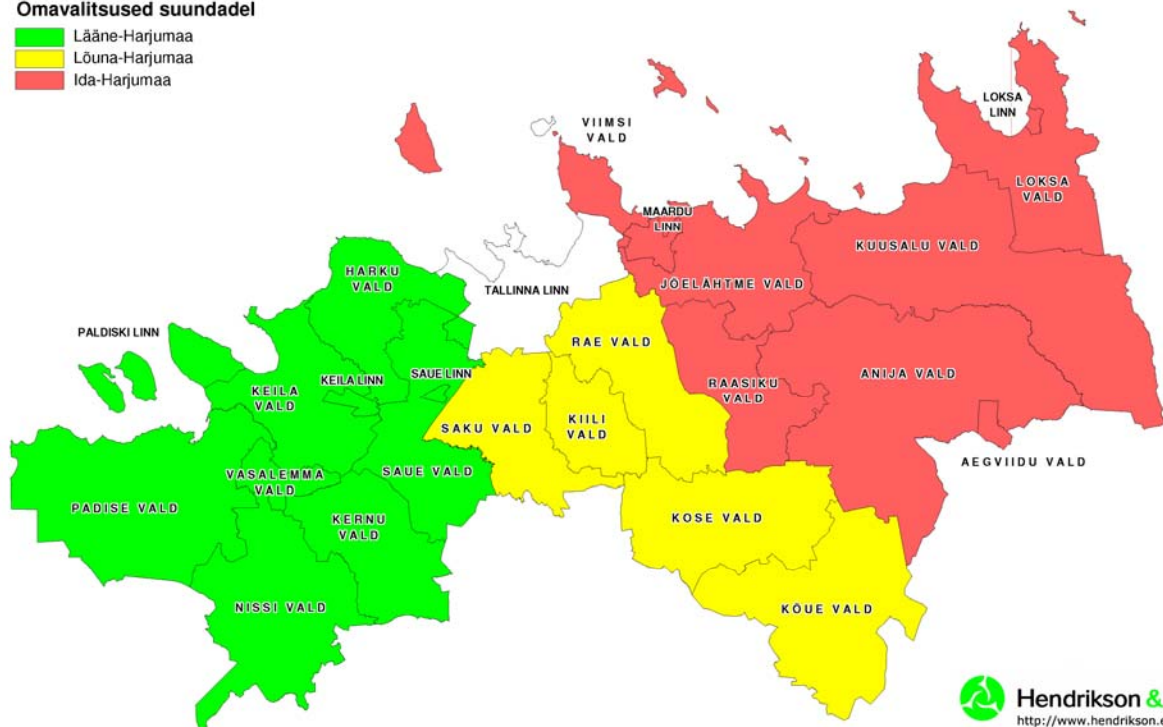 Omavalitsused suundadel
Lääne-Harjumaa
Lõuna-Harjumaa
Ida-Harjumaa
LOKSA
LINN
VIIMSI
VALD
LOKSA
VALD
MAARDU
LINN
KUUSALU VALD
HARKU
VALD
JÕELÄHTME VALD
TALLINNA LINN
PALDISKI LINN
RAE VALD
KEILA
VALD
KEILA LINN
SAUE LINN
RAASIKU
VALD
ANIJA VALD
SAKU VALD
KIILI
VALD
AEGVIIDU VALD
VASALEMMA
VALD
SAUE VALD
PADISE VALD
KERNU
VALD
KOSE VALD
NISSI VALD
KÕUE VALD
Hendrikson &